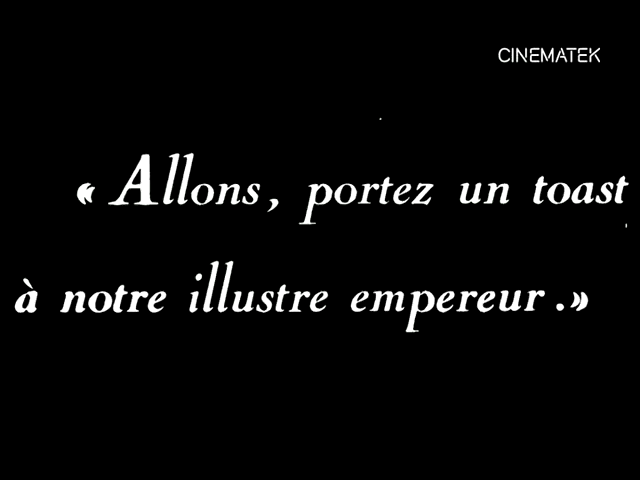 CINEMATEK
« Allons, portez un toast
à notre illustre empereur.»